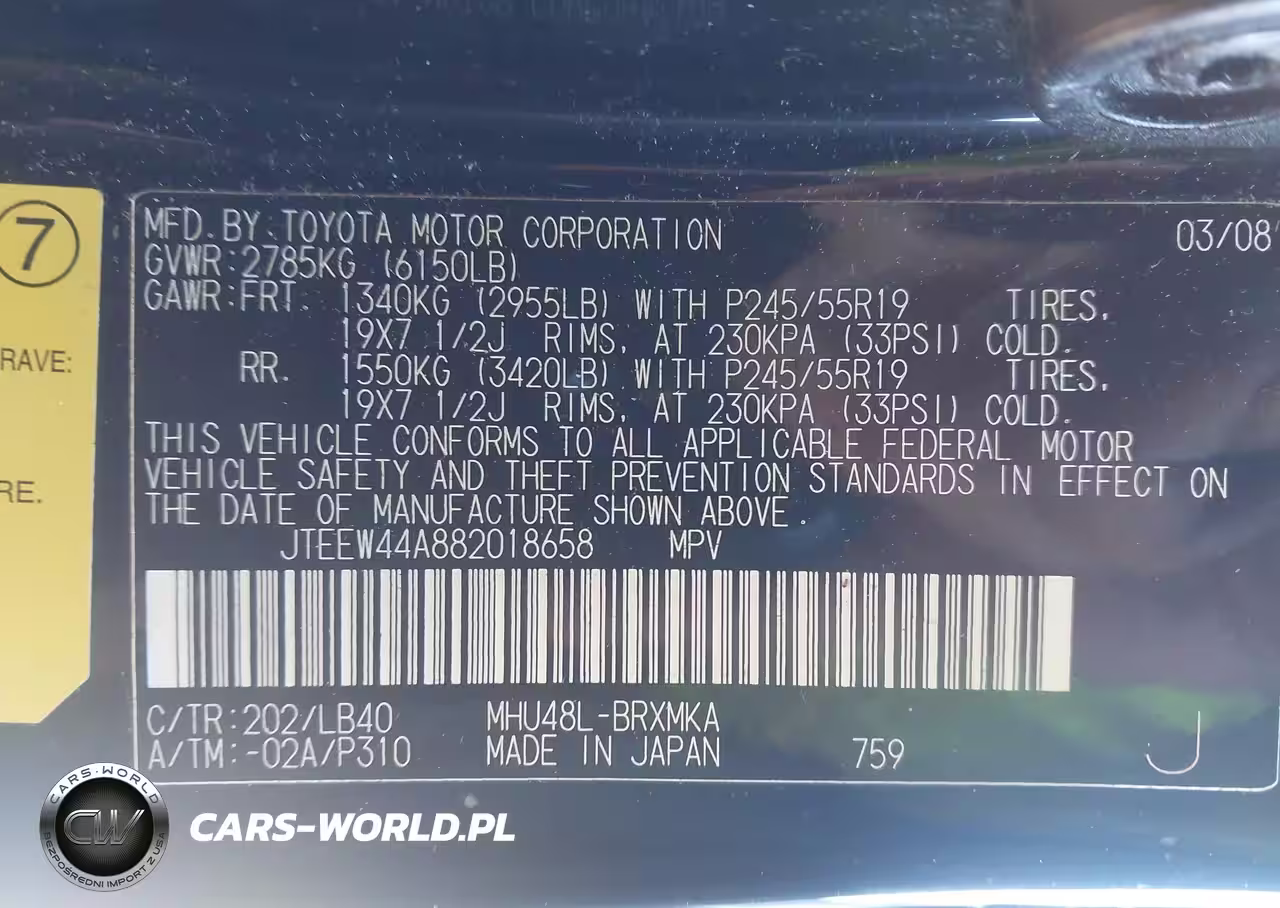 MFD. BY: TOYOTA MOTOR CORPORATION 03/08
GVWR: 2785KG (6150LB)
GAWR: FRT. 1340KG (2955LB) WITH P245/55R19 TIRES.
19X7 1/2J RIMS, AT 230KPA (33PSI) COLD.
RR. 1550KG (3420LB) WITH P245/55R19 TIRES.
19X7 1/2J RIMS, AT 230KPA (33PSI) COLD.
THIS VEHICLE CONFORMS TO ALL APPLICABLE FEDERAL MOTOR
VEHICLE SAFETY AND THEFT PREVENTION STANDARDS IN EFFECT ON
THE DATE OF MANUFACTURE SHOWN ABOVE.
JTEEW44A882018658 MPV
C/TR: 202/LB40 MHU48L-BRXMKA
A/TM: -02A/P310 MADE IN JAPAN 759 J
7
RAVE:
RE.
CARS-WORLD
CW
BEZPOŚREDNI IMPORT Z USA
CARS-WORLD.PL